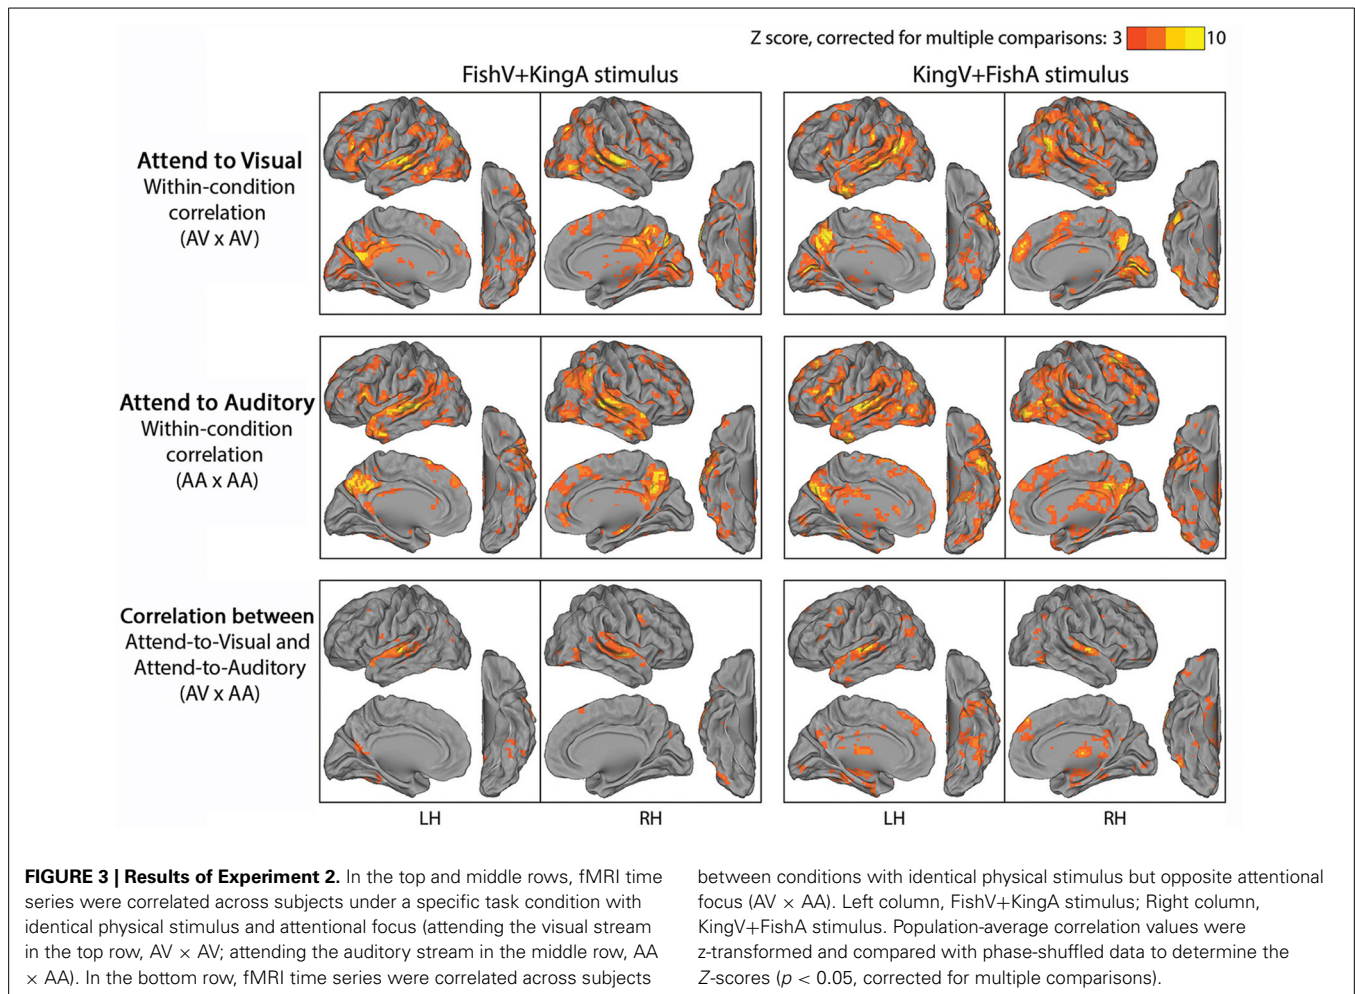 Z score, corrected for multiple comparisons: 3 10
FishV+KingA stimulus
KingV+FishA stimulus
Attend to Visual
Within-condition
correlation
(AV x AV)
Attend to Auditory
Within-condition
correlation
(AA x AA)
Correlation between
Attend-to-Visual and
Attend-to-Auditory
(AV x AA)
LH
RH
LH
RH
FIGURE 3 | Results of Experiment 2. In the top and middle rows, fMRI time
series were correlated across subjects under a specific task condition with
identical physical stimulus and attentional focus (attending the visual stream
in the top row, AV × AV; attending the auditory stream in the middle row, AA
× AA). In the bottom row, fMRI time series were correlated across subjects
between conditions with identical physical stimulus but opposite attentional
focus (AV × AA). Left column, FishV+KingA stimulus; Right column,
KingV+FishA stimulus. Population-average correlation values were
z-transformed and compared with phase-shuffled data to determine the
Z-scores (p < 0.05, corrected for multiple comparisons).